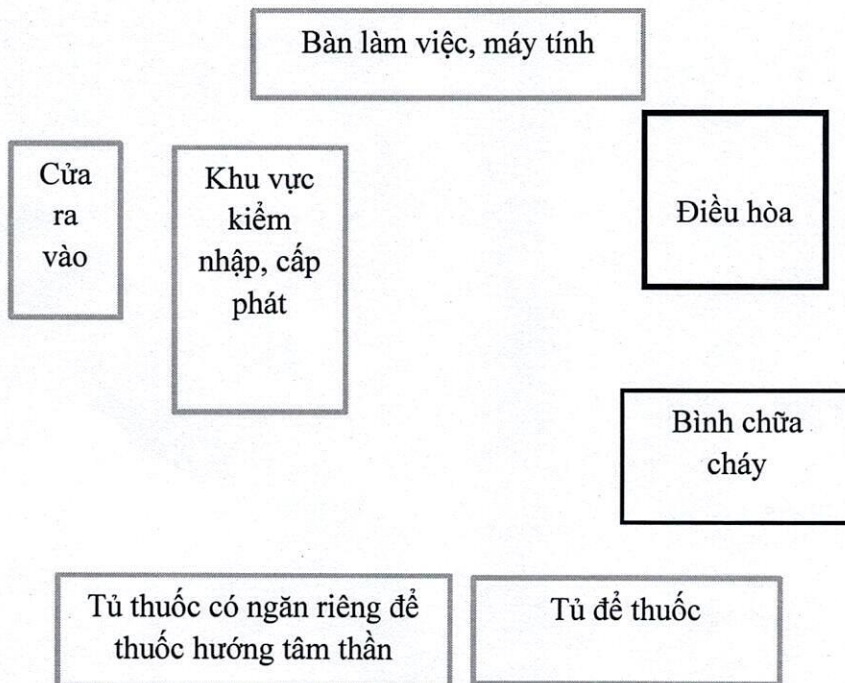 Bàn làm việc, máy tính
Cửa
ra
vào
Khu vực
kiểm
nhập, cấp
phát
Điều hòa
Bình chữa
cháy
Tủ thuốc có ngăn riêng để
thuốc hướng tâm thần
Tủ để thuốc